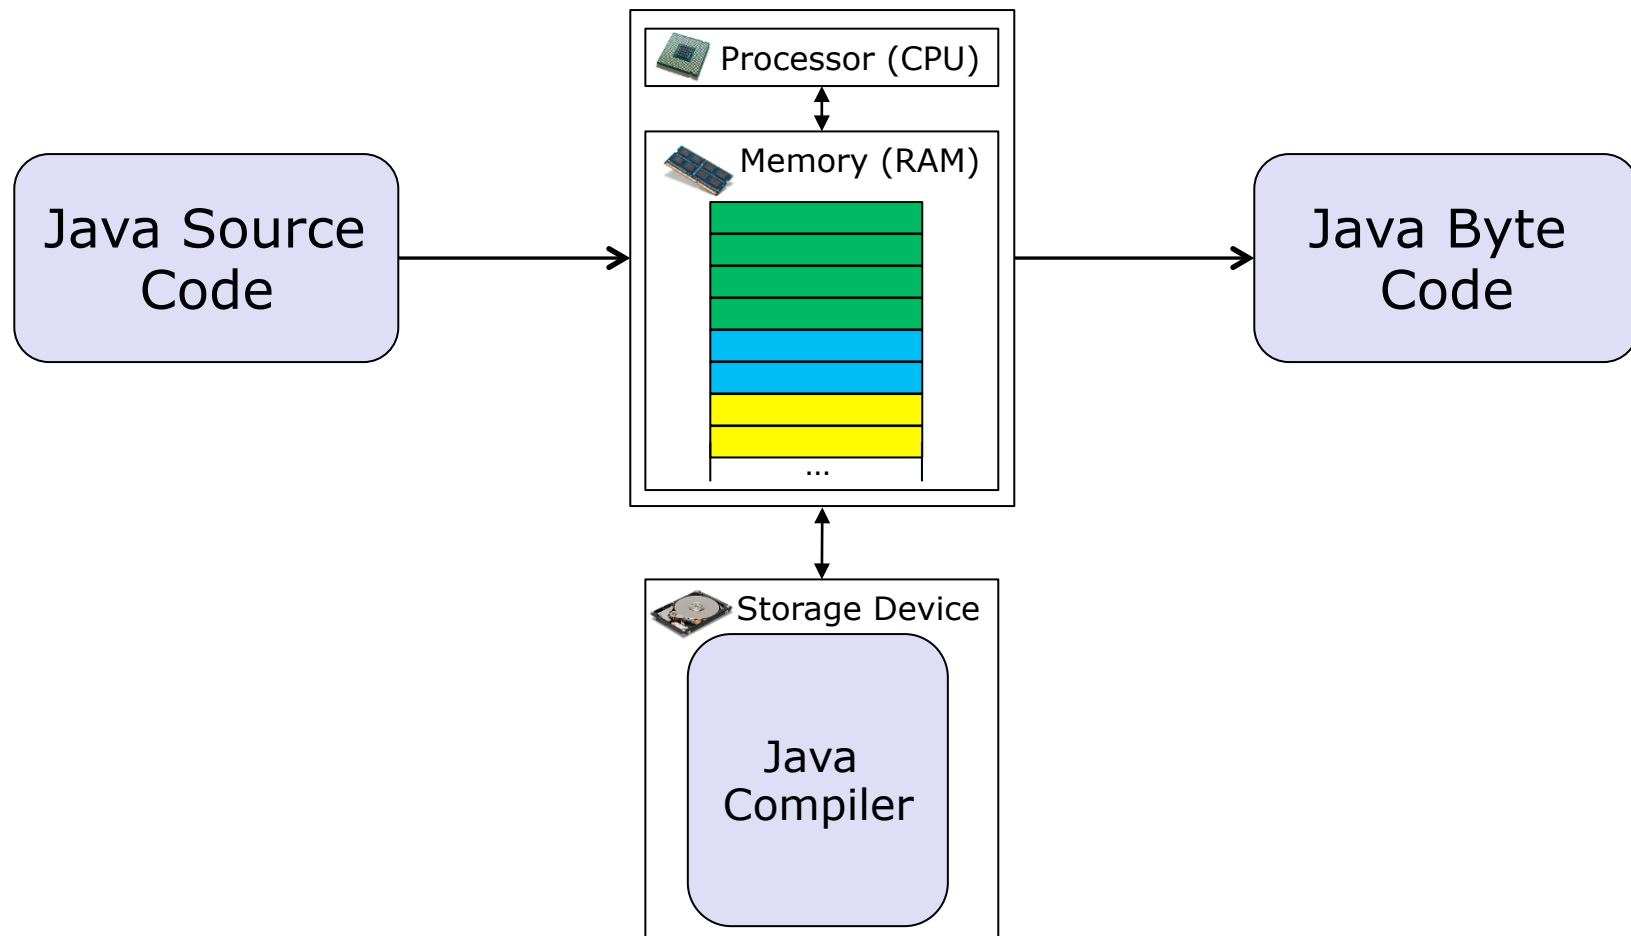 Processor (CPU)
Memory (RAM)
Java Source
Code
Java Byte
Code
...
Storage Device
Java
Compiler